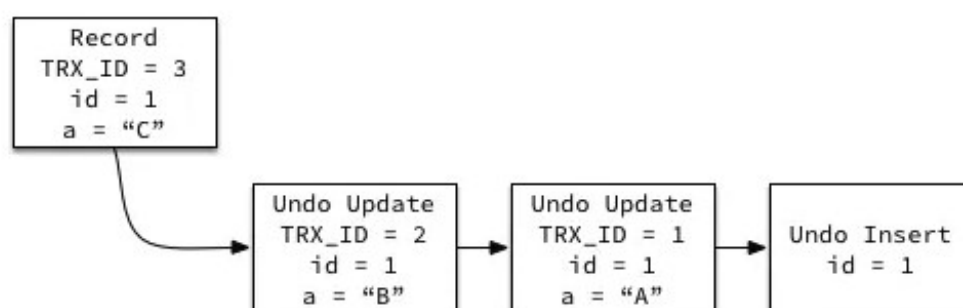 Record
TRX_ID = 3
id = 1
a = “C”
Undo Update
TRX_ID = 2
id = 1
a = “B”
Undo Update
TRX_ID = 1
id = 1
a = “A”
Undo Insert
id = 1